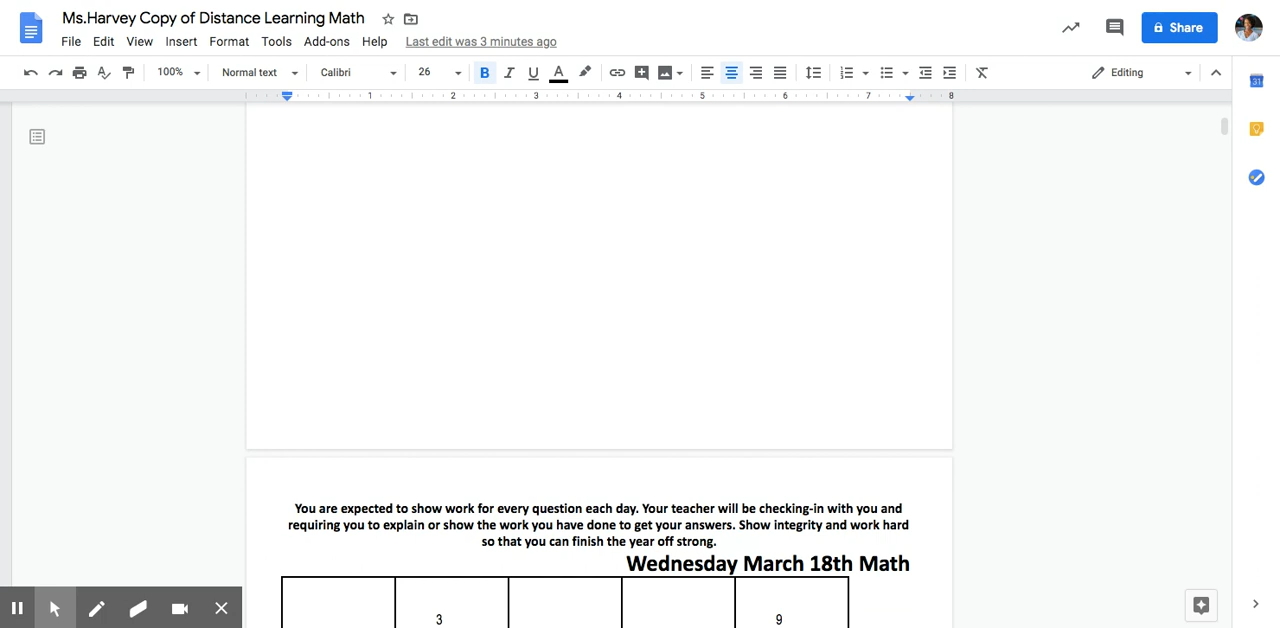 Ms.Harvey Copy of Distance Learning Math
File Edit View Insert Format Tools Add-ons Help Last edit was 3 minutes ago
Share
100% Normal text Calibri 26 B I U A Editing
1 2 3 4 5 6 7 8
31
You are expected to show work for every question each day. Your teacher will be checking-in with you and
requiring you to explain or show the work you have done to get your answers. Show integrity and work hard
so that you can finish the year off strong.
Wednesday March 18th Math
3 9